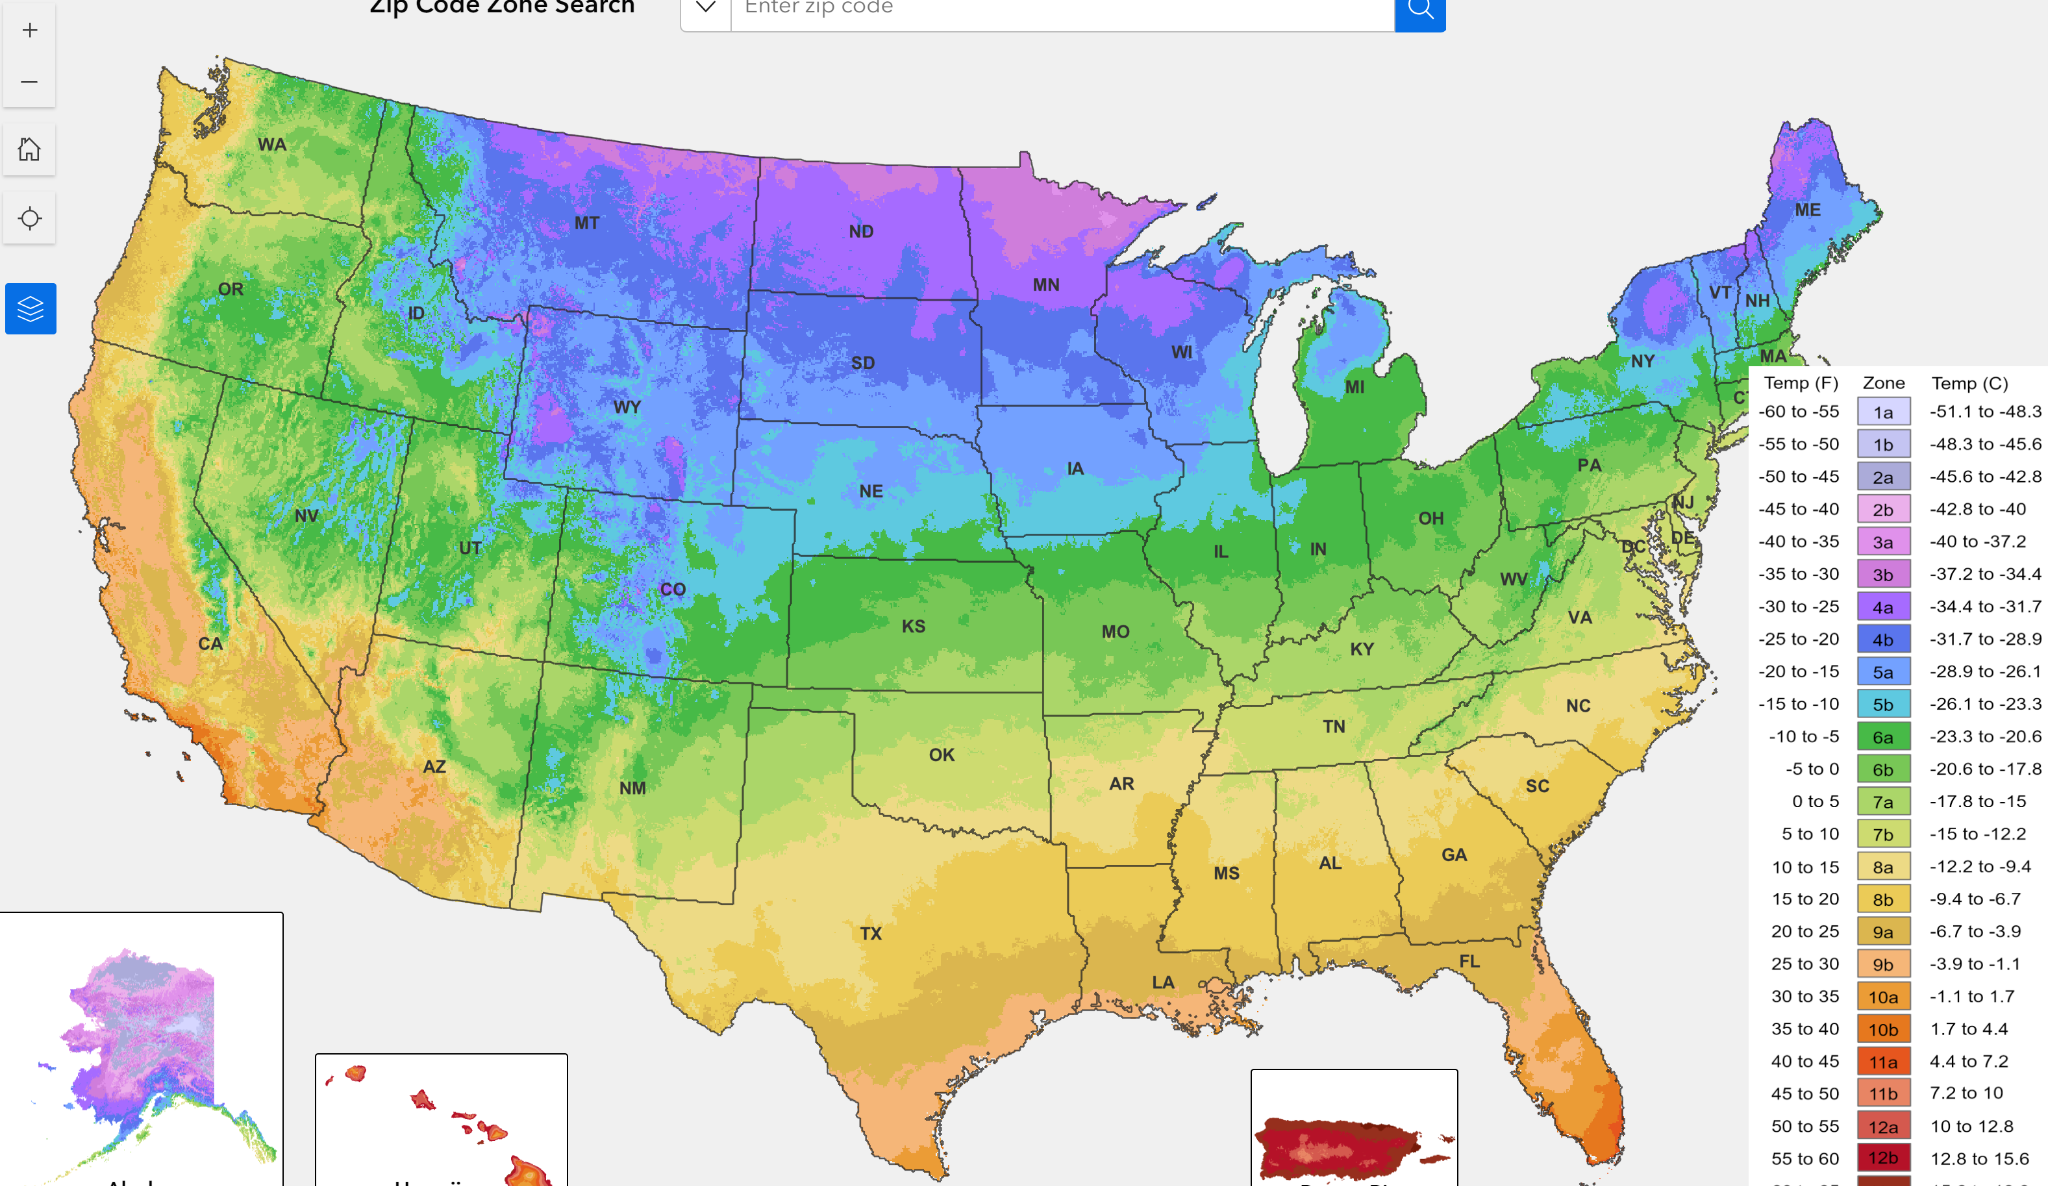 Zip Code Zone Search
Enter zip code
WA
MT
ND
MN
ME
OR
ID
SD
WI
VT
NH
NY
MA
MI
WY
NE
IA
PA
NJ
NV
UT
OH
IL
IN
DC
DE
CO
WV
KS
MO
VA
CA
KY
NC
TN
AZ
NM
OK
AR
SC
MS
AL
GA
TX
LA
FL
Temp (F) Zone Temp (C)
-60 to -55 1a -51.1 to -48.3
-55 to -50 1b -48.3 to -45.6
-50 to -45 2a -45.6 to -42.8
-45 to -40 2b -42.8 to -40
-40 to -35 3a -40 to -37.2
-35 to -30 3b -37.2 to -34.4
-30 to -25 4a -34.4 to -31.7
-25 to -20 4b -31.7 to -28.9
-20 to -15 5a -28.9 to -26.1
-15 to -10 5b -26.1 to -23.3
-10 to -5 6a -23.3 to -20.6
-5 to 0 6b -20.6 to -17.8
0 to 5 7a -17.8 to -15
5 to 10 7b -15 to -12.2
10 to 15 8a -12.2 to -9.4
15 to 20 8b -9.4 to -6.7
20 to 25 9a -6.7 to -3.9
25 to 30 9b -3.9 to -1.1
30 to 35 10a -1.1 to 1.7
35 to 40 10b 1.7 to 4.4
40 to 45 11a 4.4 to 7.2
45 to 50 11b 7.2 to 10
50 to 55 12a 10 to 12.8
55 to 60 12b 12.8 to 15.6